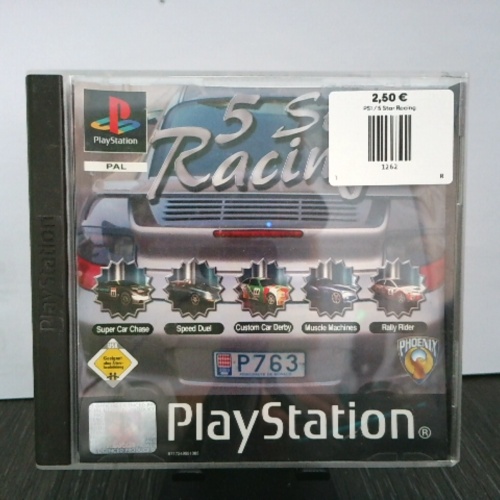 2,50 €
PS1 / 5 Star Racing
1262
PlayStation
PAL
5 S
Racing
PlayStation
Super Car Chase
Speed Duel
Custom Car Derby
Muscle Machines
Rally Rider
PHOENIX
P763
PlayStation®